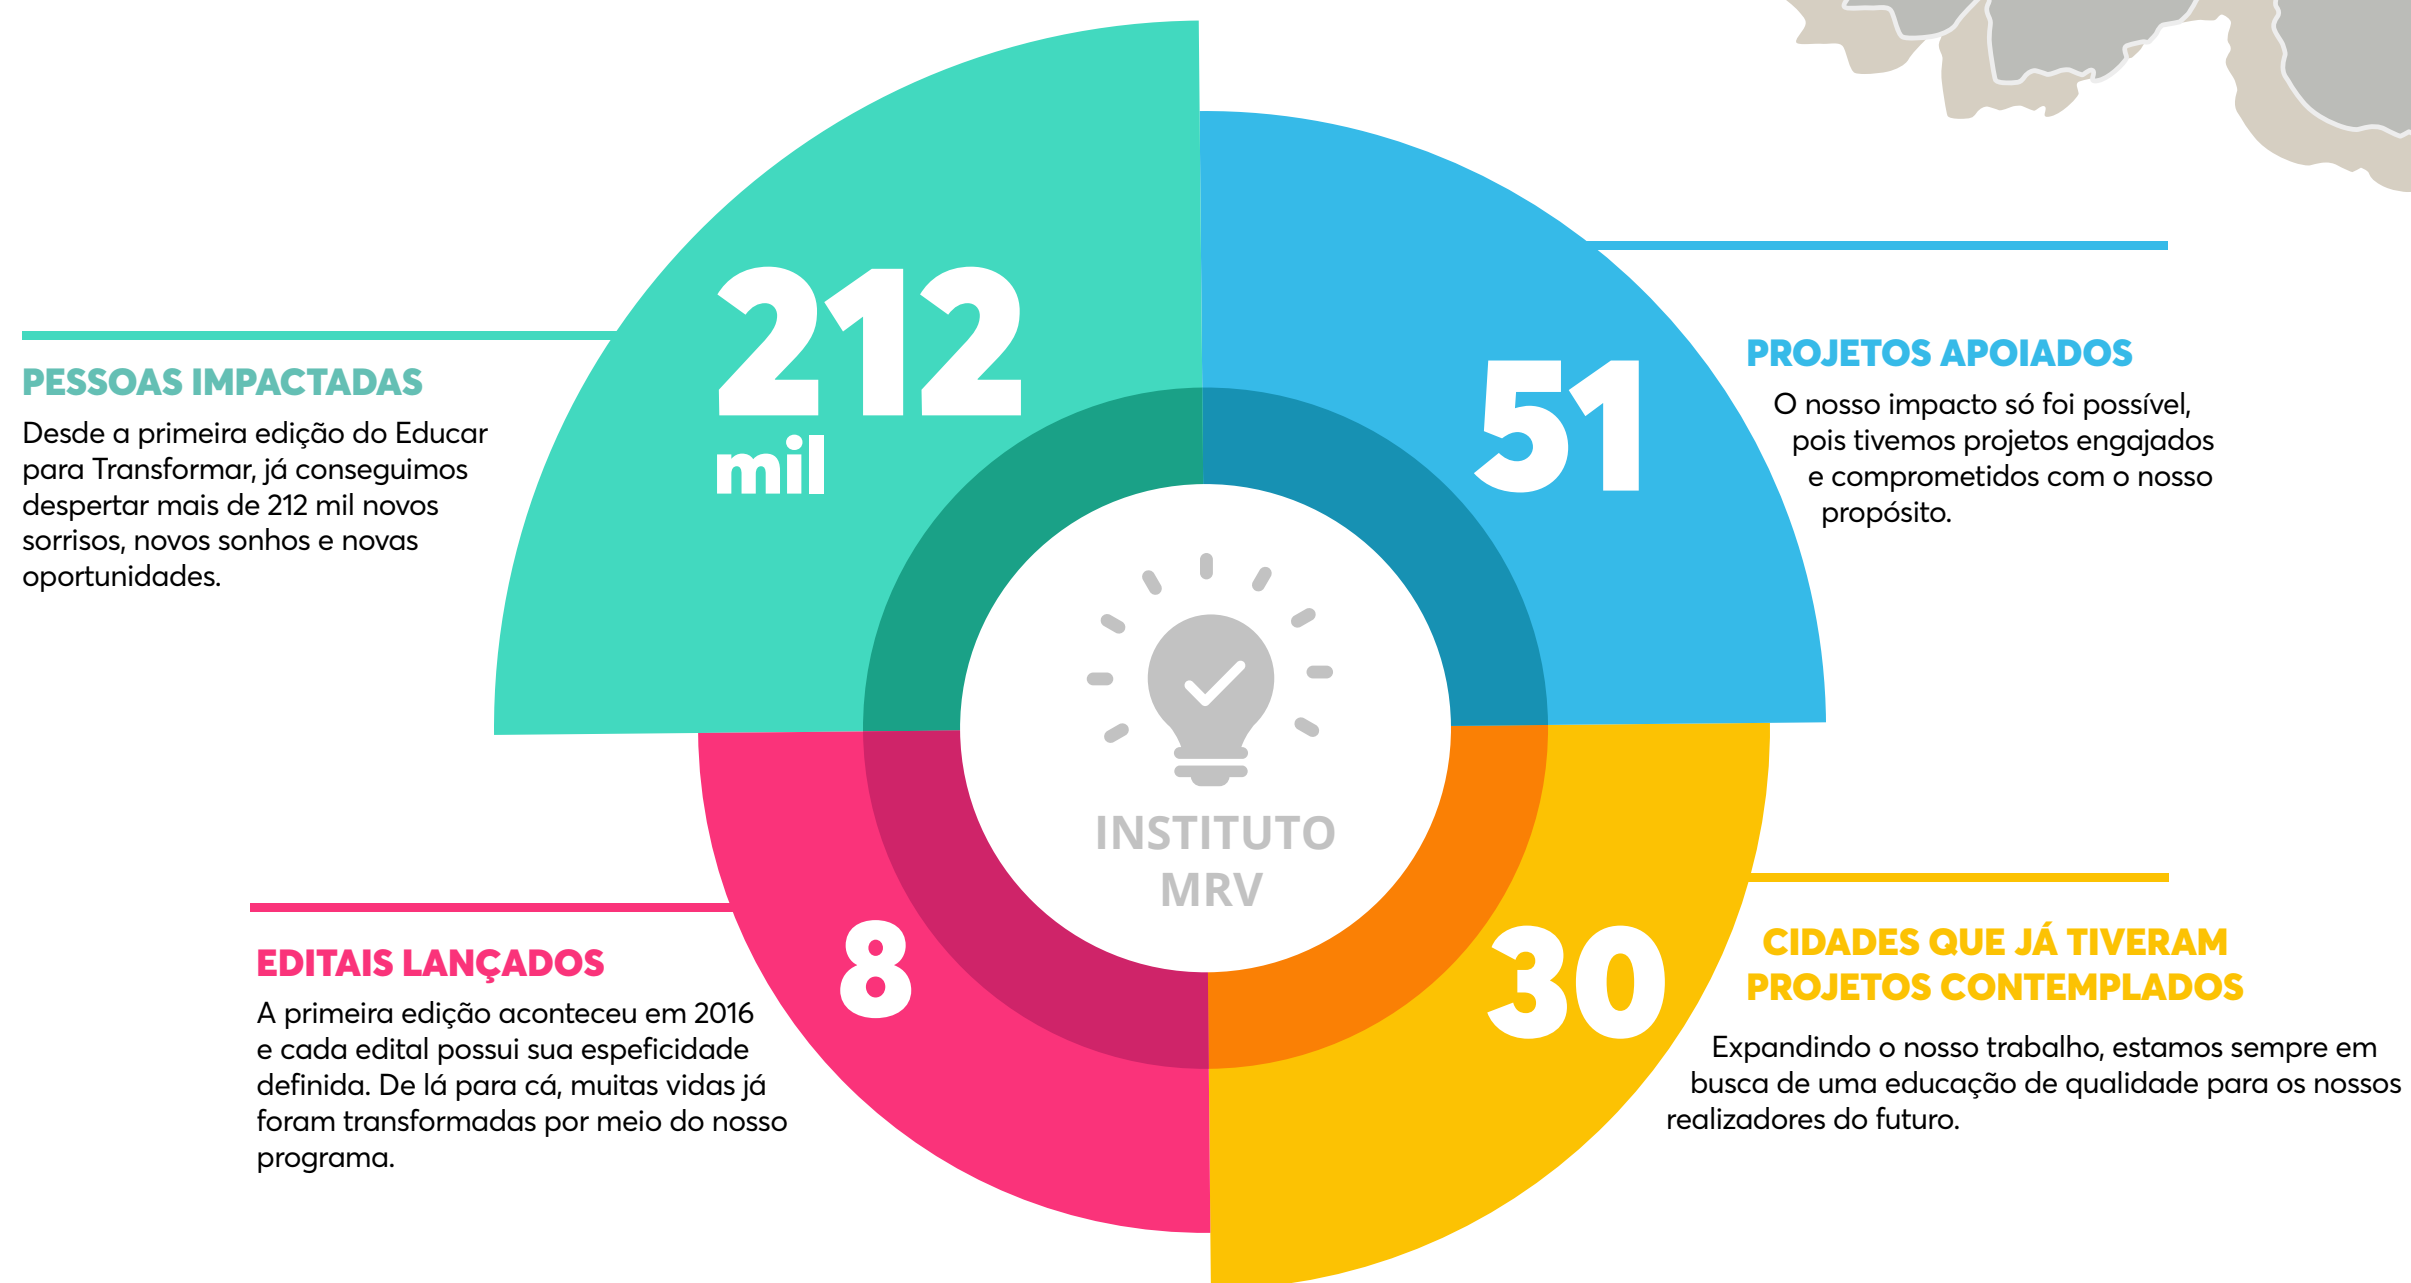 212
mil
PESSOAS IMPACTADAS
Desde a primeira edição do Educar
para Transformar, já conseguimos
despertar mais de 212 mil novos
sorrisos, novos sonhos e novas
oportunidades.
51
PROJETOS APOIADOS
O nosso impacto só foi possível,
pois tivemos projetos engajados
e comprometidos com o nosso
propósito.
INSTITUTO
MRV
8
EDITAIS LANÇADOS
A primeira edição aconteceu em 2016
e cada edital possui sua espeficidade
definida. De lá para cá, muitas vidas já
foram transformadas por meio do nosso
programa.
30
CIDADES QUE JÁ TIVERAM
PROJETOS CONTEMPLADOS
Expandindo o nosso trabalho, estamos sempre em
busca de uma educação de qualidade para os nossos
realizadores do futuro.